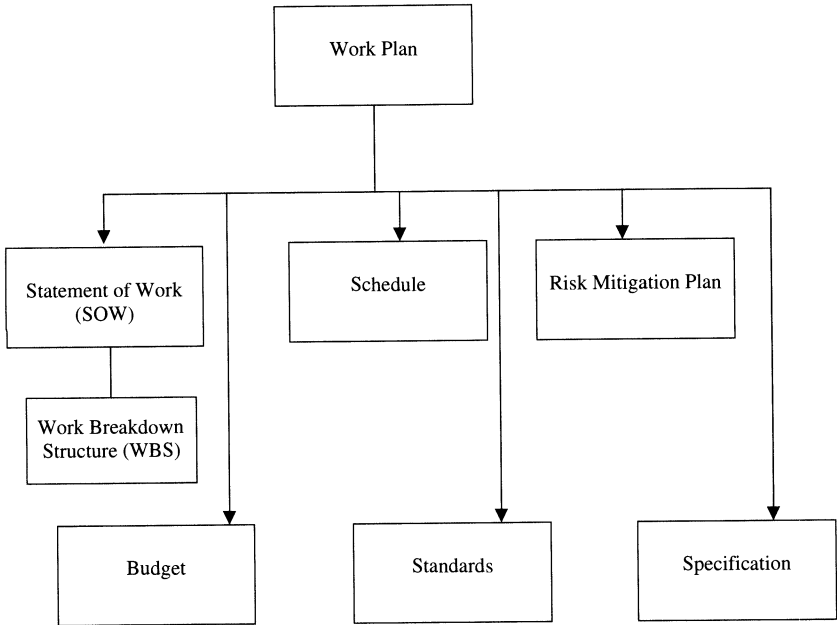 Work Plan
Statement of Work
(SOW)
Schedule
Risk Mitigation Plan
Work Breakdown
Structure (WBS)
Budget
Standards
Specification